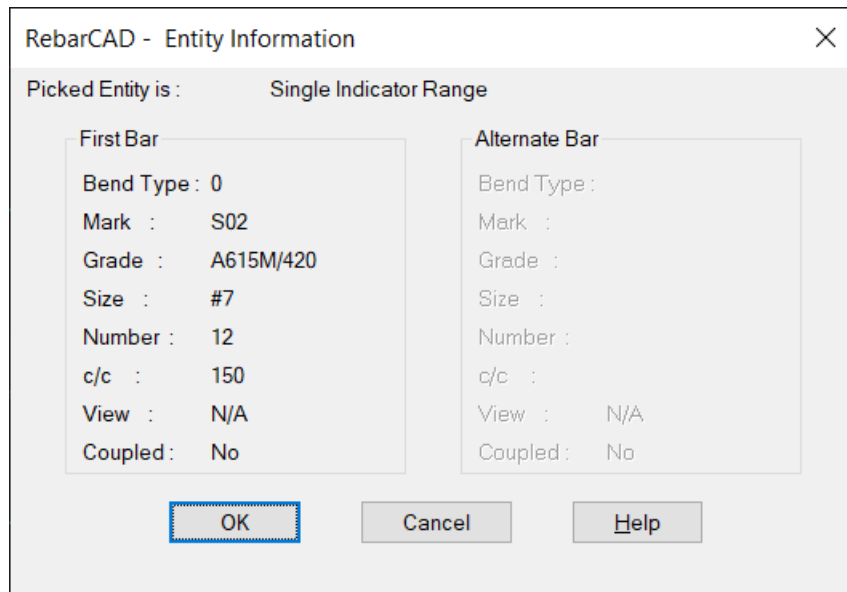 RebarCAD - Entity Information
Picked Entity is : Single Indicator Range
First Bar
Bend Type : 0
Mark : S02
Grade : A615M/420
Size : #7
Number : 12
c/c : 150
View : N/A
Coupled : No
Alternate Bar
Bend Type :
Mark :
Grade :
Size :
Number :
c/c :
View : N/A
Coupled : No
OK Cancel Help